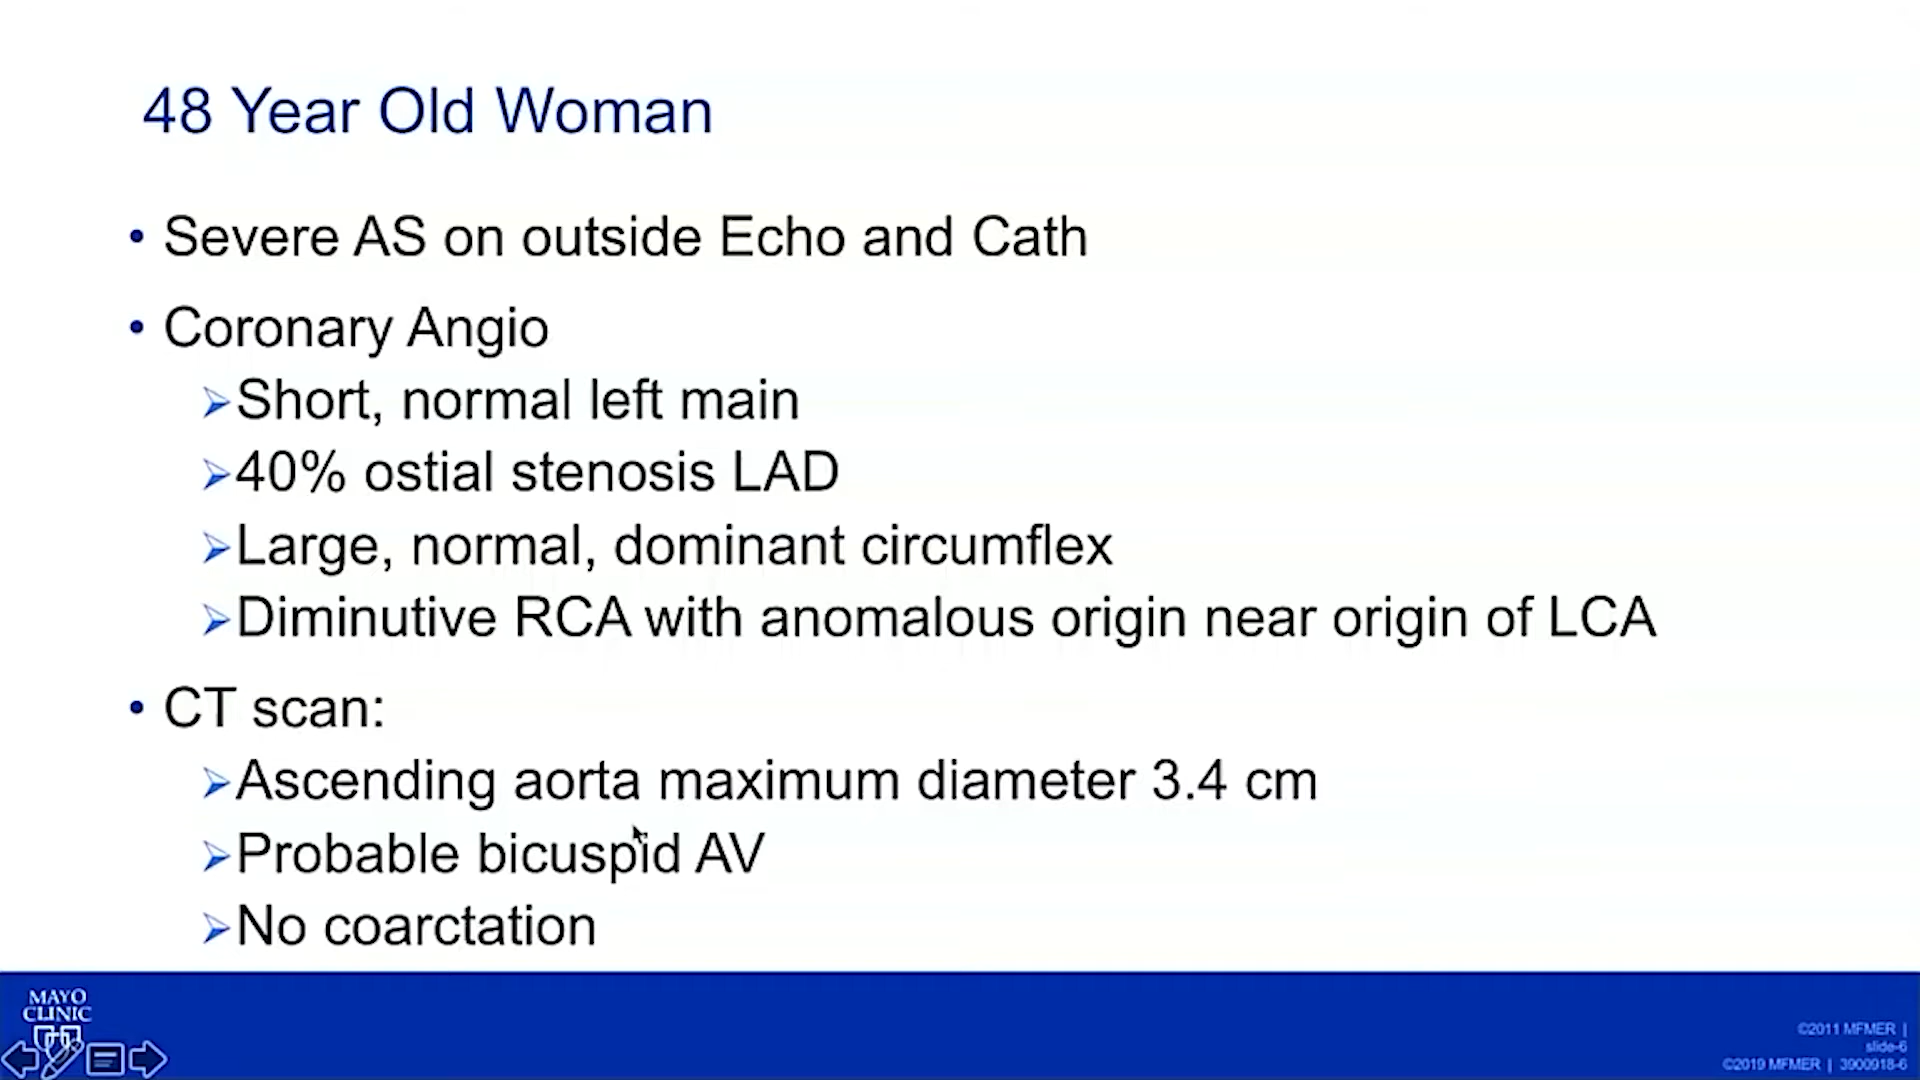 48 Year Old Woman
• Severe AS on outside Echo and Cath
• Coronary Angio
➢Short, normal left main
➢40% ostial stenosis LAD
➢Large, normal, dominant circumflex
➢Diminutive RCA with anomalous origin near origin of LCA
• CT scan:
➢Ascending aorta maximum diameter 3.4 cm
➢Probable bicuspid AV
➢No coarctation
MAYO
CLINIC
©2011 MFMER |
slide-6
©2019 MFMER | 3900918-6